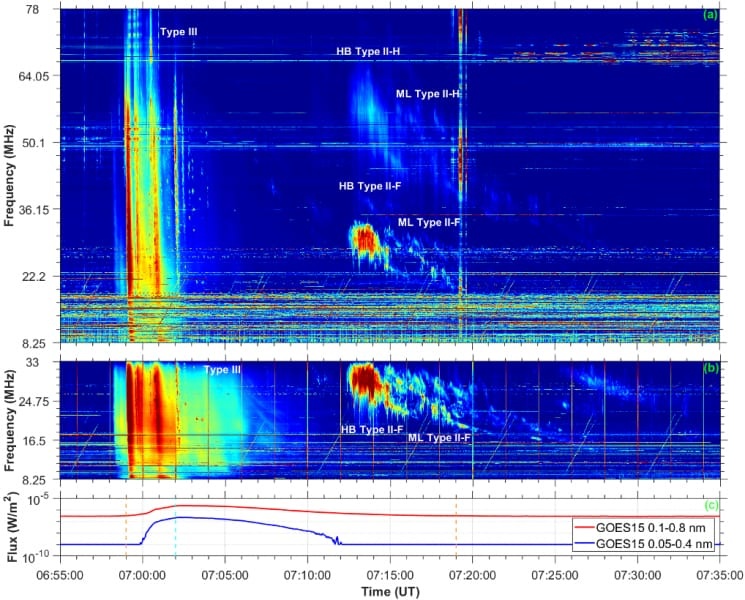 78
(a)
Type III
HB Type II-H
64.05
ML Type II-H
50.1
Frequency (MHz)
HB Type II-F
36.15
ML Type II-F
22.2
8.25
33
(b)
Type III
24.75
Frequency (MHz)
HB Type II-F
ML Type II-F
16.5
8.25
10-5
(c)
Flux (W/m2)
GOES15 0.1-0.8 nm
GOES15 0.05-0.4 nm
10-10
06:55:00 07:00:00 07:05:00 07:10:00 07:15:00 07:20:00 07:25:00 07:30:00 07:35:00
Time (UT)